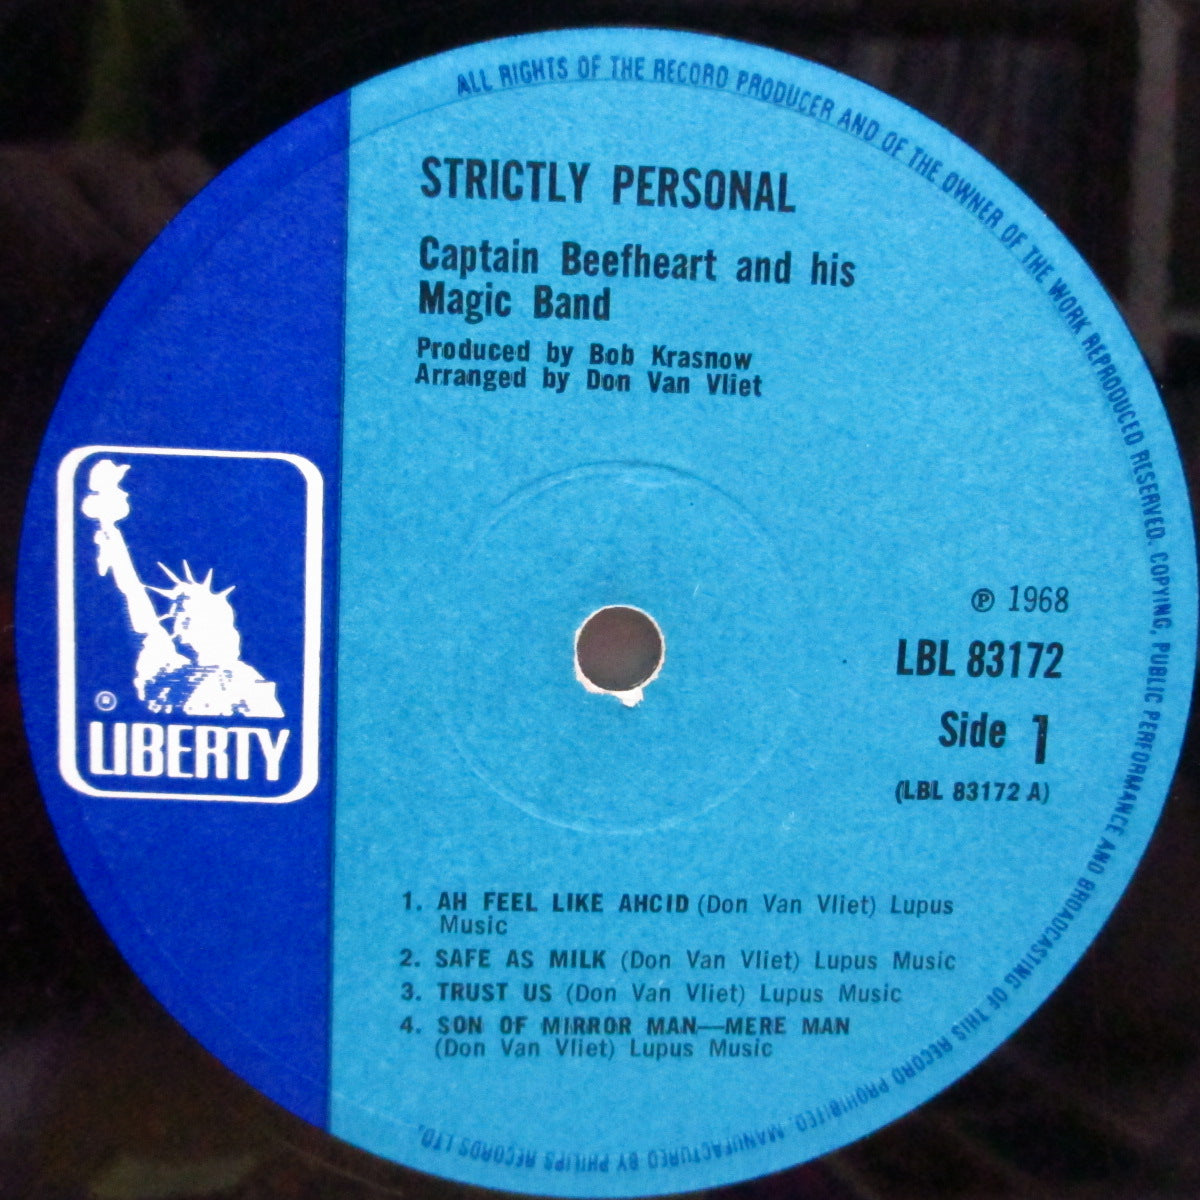 ALL RIGHTS OF THE RECORD PRODUCER AND OF THE OWNER OF THE WORK REPRODUCED RESERVED. COPYING, PUBLIC PERFORMANCE AND BROADCASTING OF THIS RECORD PROHIBITED. MANUFACTURED BY PHILIPS RECORDS LTD.
STRICTLY PERSONAL
Captain Beefheart and his
Magic Band
Produced by Bob Krasnow
Arranged by Don Van Vliet
® LIBERTY
℗ 1968
LBL 83172
Side 1
(LBL 83172 A)
1. AH FEEL LIKE AHCID (Don Van Vliet) Lupus
Music
2. SAFE AS MILK (Don Van Vliet) Lupus Music
3. TRUST US (Don Van Vliet) Lupus Music
4. SON OF MIRROR MAN—MERE MAN
(Don Van Vliet) Lupus Music